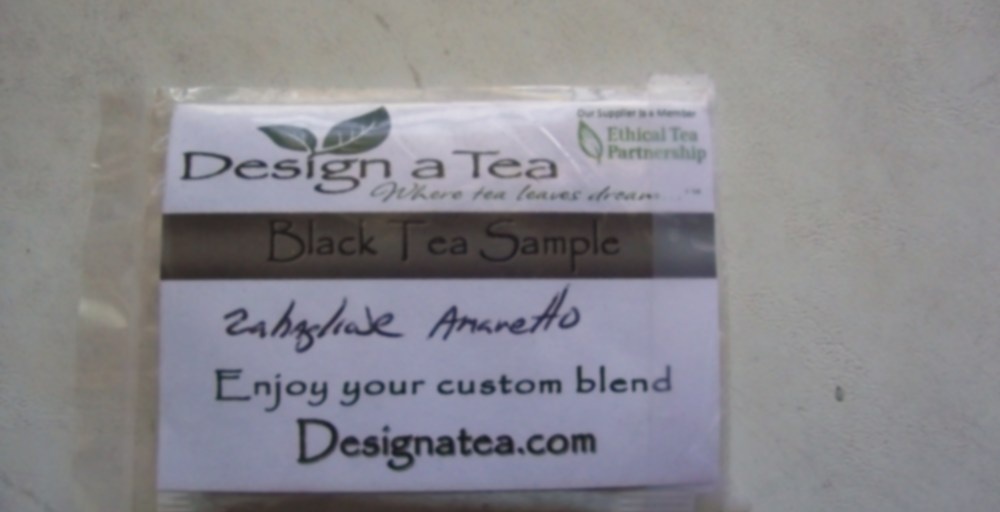 Our Supplier is a Member
Ethical Tea
Partnership
Design a Tea
Where tea leaves dream...
Black Tea Sample
Amaretto
Enjoy your custom blend
Designatea.com